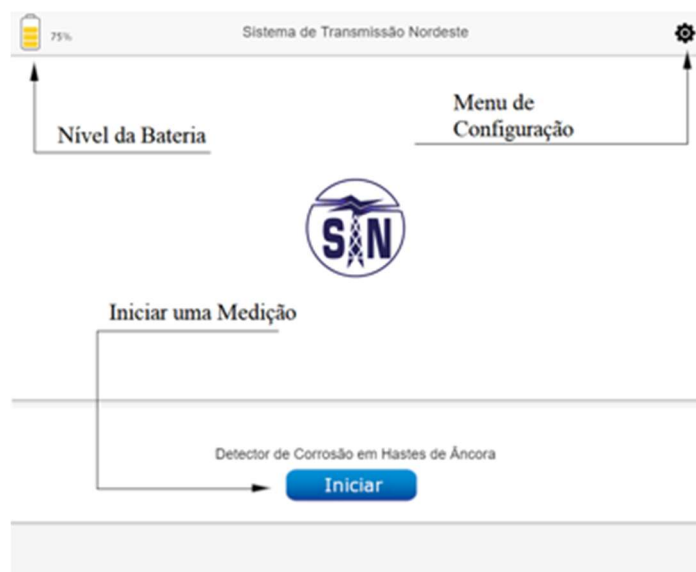 75%
Sistema de Transmissão Nordeste
Nível da Bateria
Menu de
Configuração
STN
Iniciar uma Medição
Detector de Corrosão em Hastes de Âncora
Iniciar